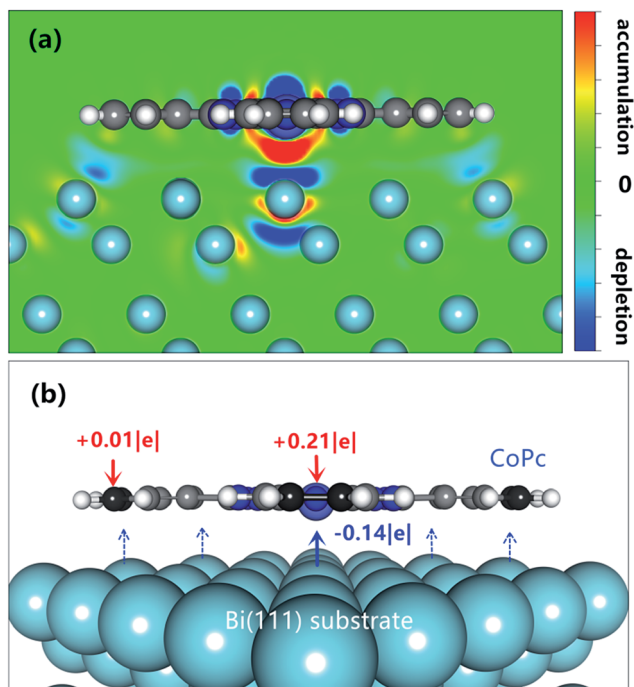 (a)
accumulation
0
depletion
(b)
+0.01|e|
+0.21|e|
CoPc
-0.14|e|
Bi(111) substrate